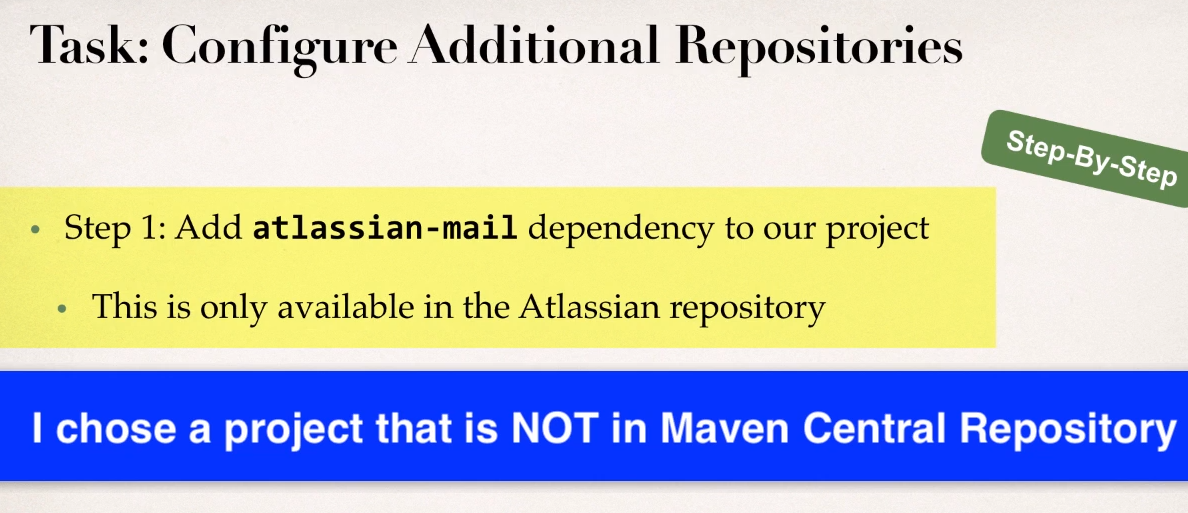 Task: Configure Additional Repositories
Step-By-Step
• Step 1: Add atlassian-mail dependency to our project
• This is only available in the Atlassian repository
I chose a project that is NOT in Maven Central Repository